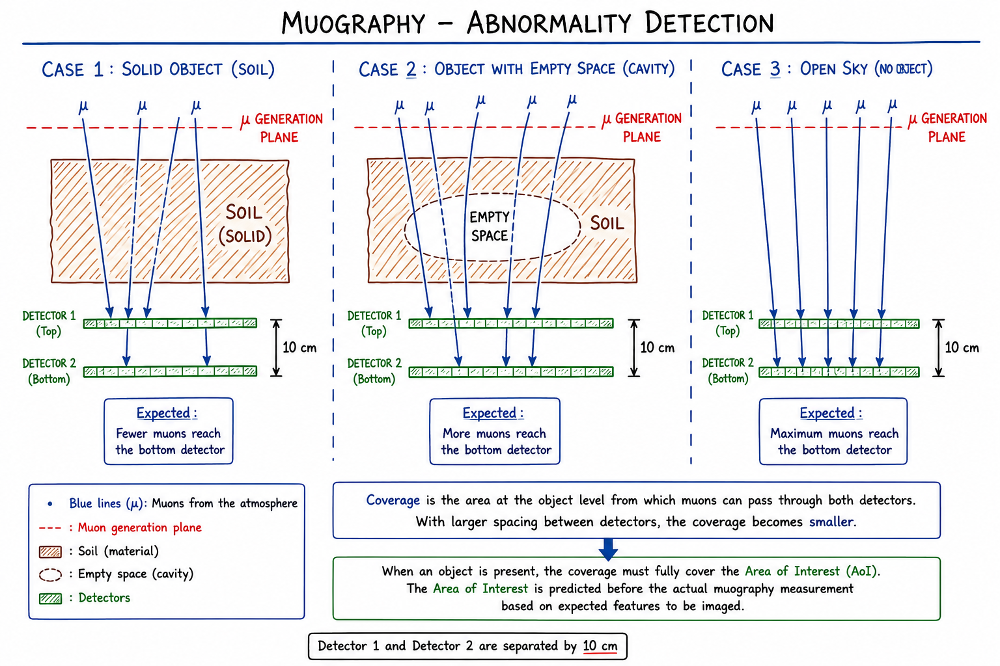 MUOGRAPHY – ABNORMALITY DETECTION
CASE 1 : SOLID OBJECT (SOIL)
μ μ μ
μ GENERATION
PLANE
SOIL
(SOLID)
DETECTOR 1
(Top)
10 cm
DETECTOR 2
(Bottom)
Expected :
Fewer muons reach
the bottom detector
CASE 2 : OBJECT WITH EMPTY SPACE (CAVITY)
μ μ μ μ μ
μ GENERATION
PLANE
EMPTY
SPACE
SOIL
DETECTOR 1
(Top)
10 cm
DETECTOR 2
(Bottom)
Expected :
More muons reach
the bottom detector
CASE 3 : OPEN SKY (NO OBJECT)
μ μ μ μ μ
μ GENERATION
PLANE
DETECTOR 1
(Top)
10 cm
DETECTOR 2
(Bottom)
Expected :
Maximum muons reach
the bottom detector
• Blue lines (μ): Muons from the atmosphere
: Muon generation plane
: Soil (material)
: Empty space (cavity)
: Detectors
Coverage is the area at the object level from which muons can pass through both detectors.
With larger spacing between detectors, the coverage becomes smaller.
When an object is present, the coverage must fully cover the Area of Interest (AoI).
The Area of Interest is predicted before the actual muography measurement
based on expected features to be imaged.
Detector 1 and Detector 2 are separated by 10 cm